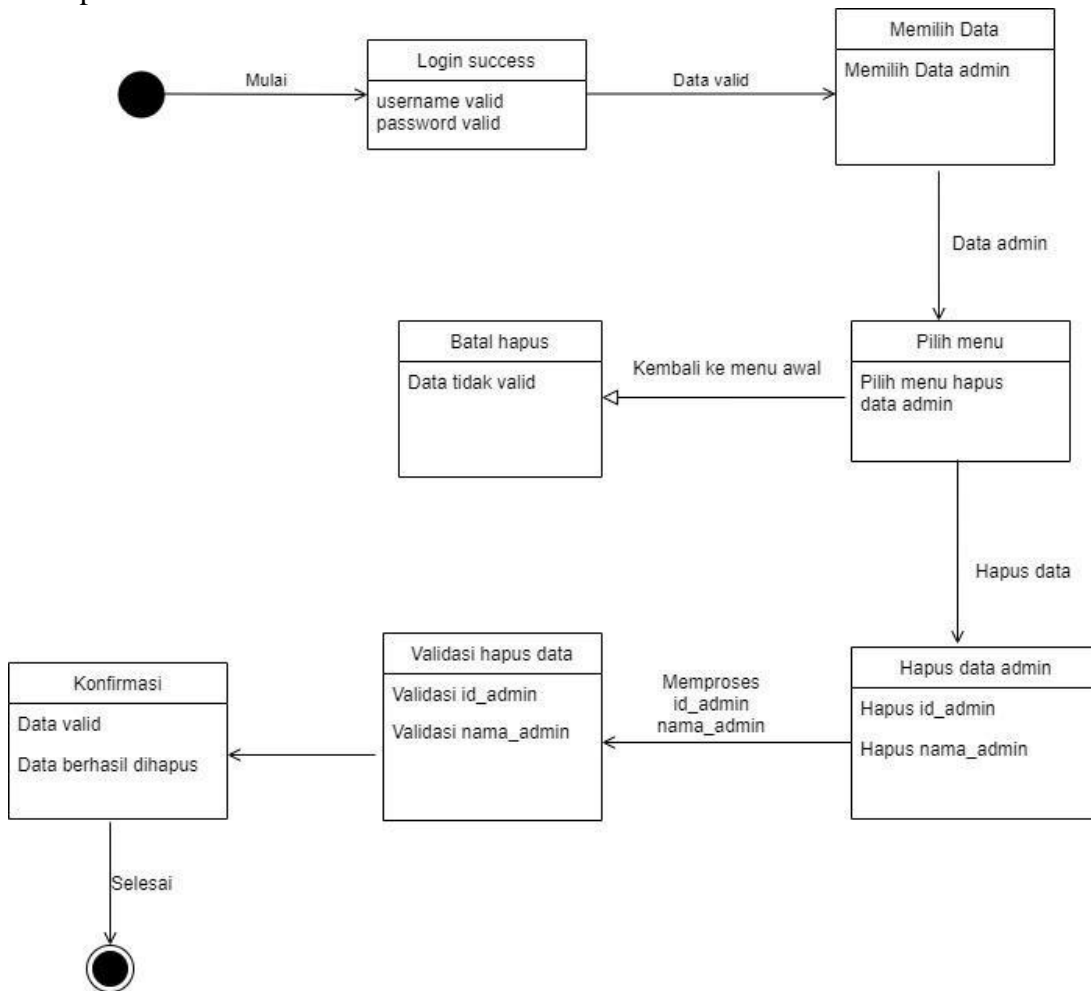 Memilih Data
Memilih Data admin
Login success
username valid
password valid
Mulai
Data valid
Data admin
Batal hapus
Data tidak valid
Kembali ke menu awal
Pilih menu
Pilih menu hapus
data admin
Hapus data
Konfirmasi
Data valid
Data berhasil dihapus
Validasi hapus data
Validasi id_admin
Validasi nama_admin
Memproses
id_admin
nama_admin
Hapus data admin
Hapus id_admin
Hapus nama_admin
Selesai